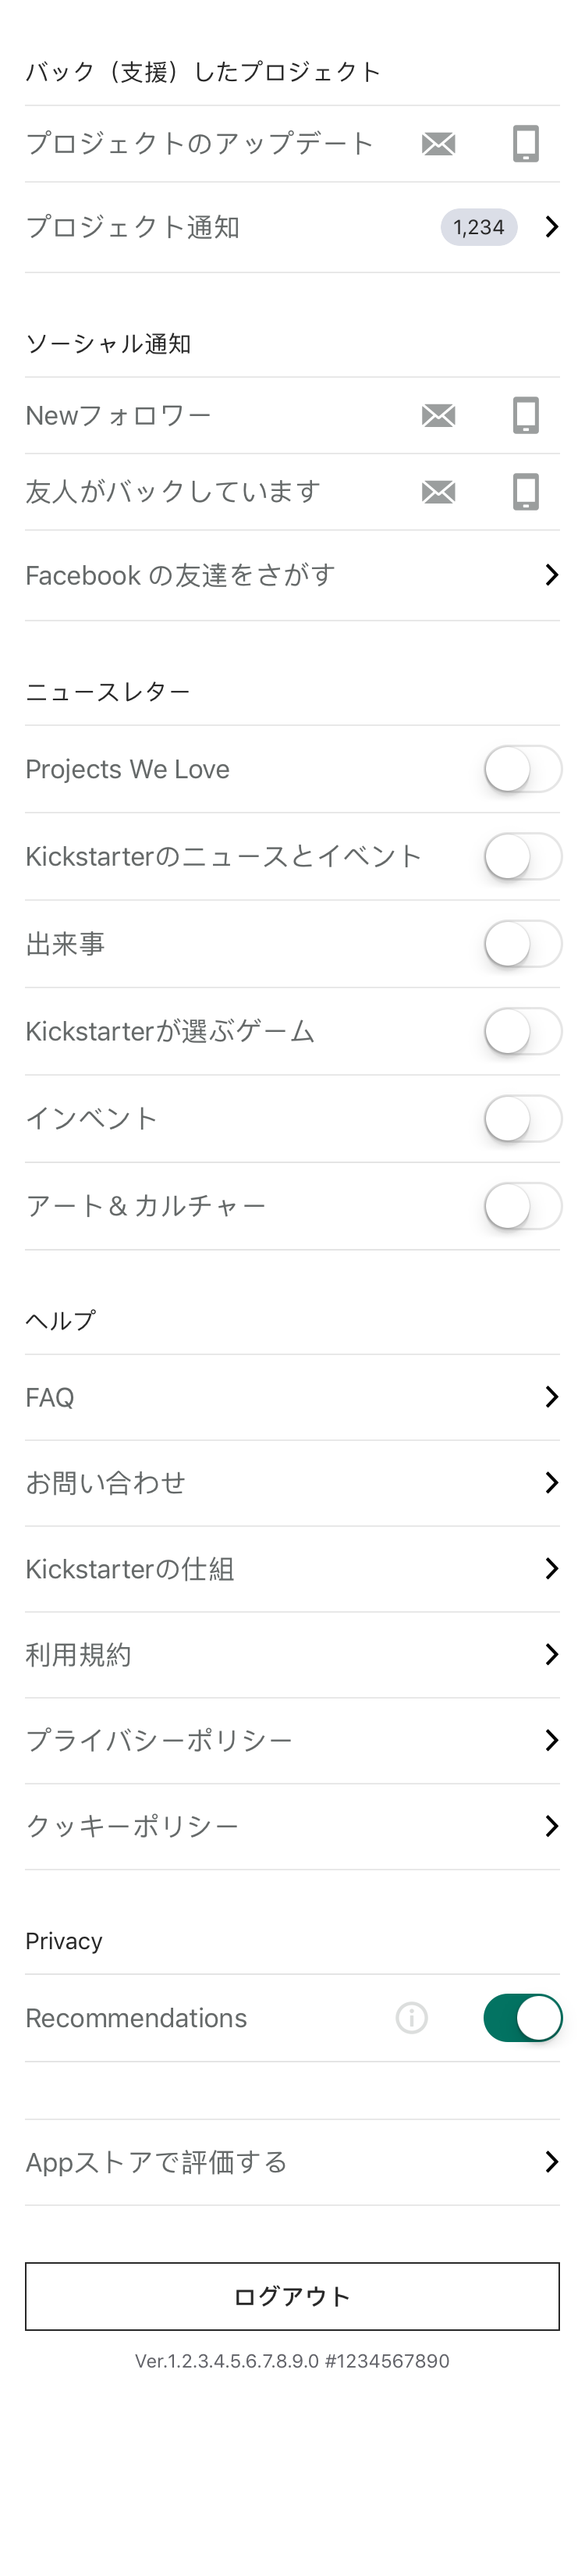 バック（支援）したプロジェクト
プロジェクトのアップデート
プロジェクト通知 1,234
ソーシャル通知
Newフォロワー
友人がバックしています
Facebook の友達をさがす
ニュースレター
Projects We Love
Kickstarterのニュースとイベント
出来事
Kickstarterが選ぶゲーム
インベント
アート& カルチャー
ヘルプ
FAQ
お問い合わせ
Kickstarterの仕組
利用規約
プライバシーポリシー
クッキーポリシー
Privacy
Recommendations
Appストアで評価する
ログアウト
Ver.1.2.3.4.5.6.7.8.9.0 #1234567890